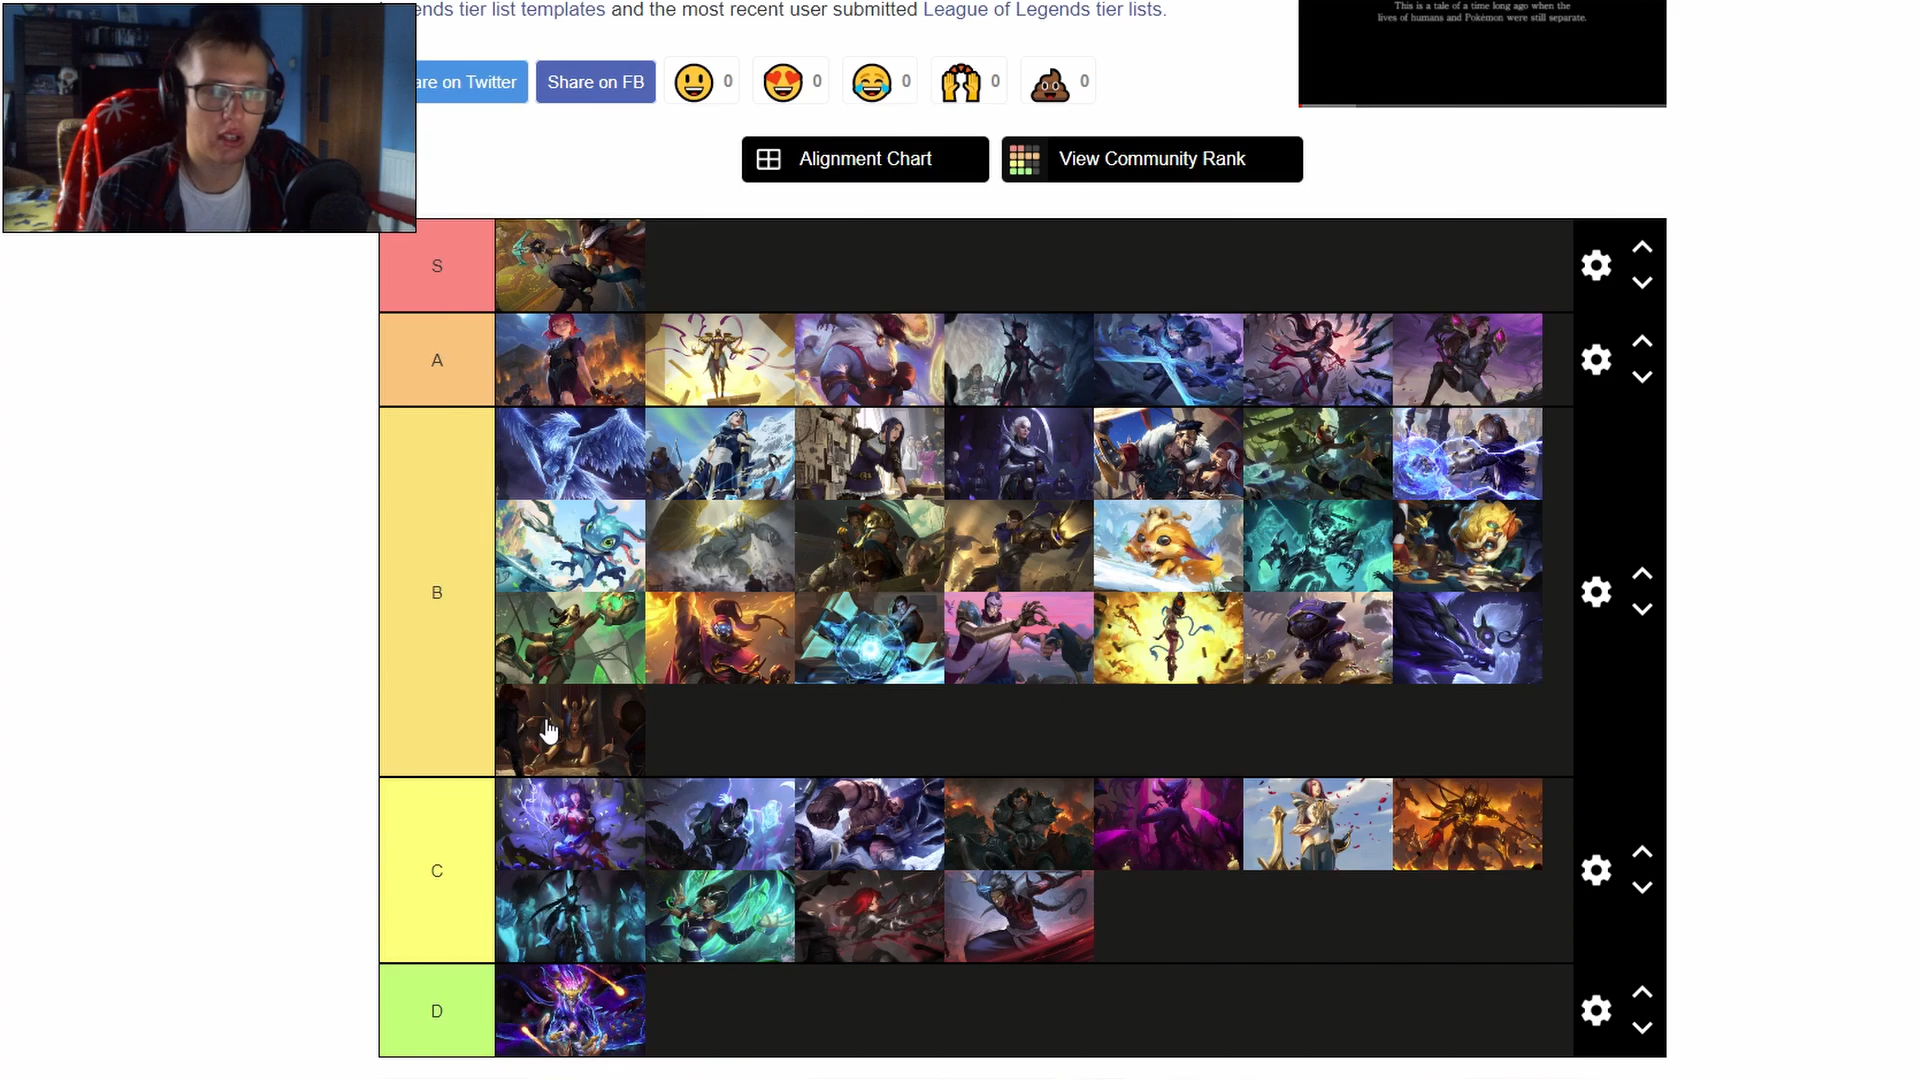 ends tier list templates and the most recent user submitted League of Legends tier lists.
This is a tale of a time long ago when the
lives of humans and Pokémon were still separate.
are on Twitter
Share on FB
0
0
0
0
0
Alignment Chart
View Community Rank
S
A
B
C
D